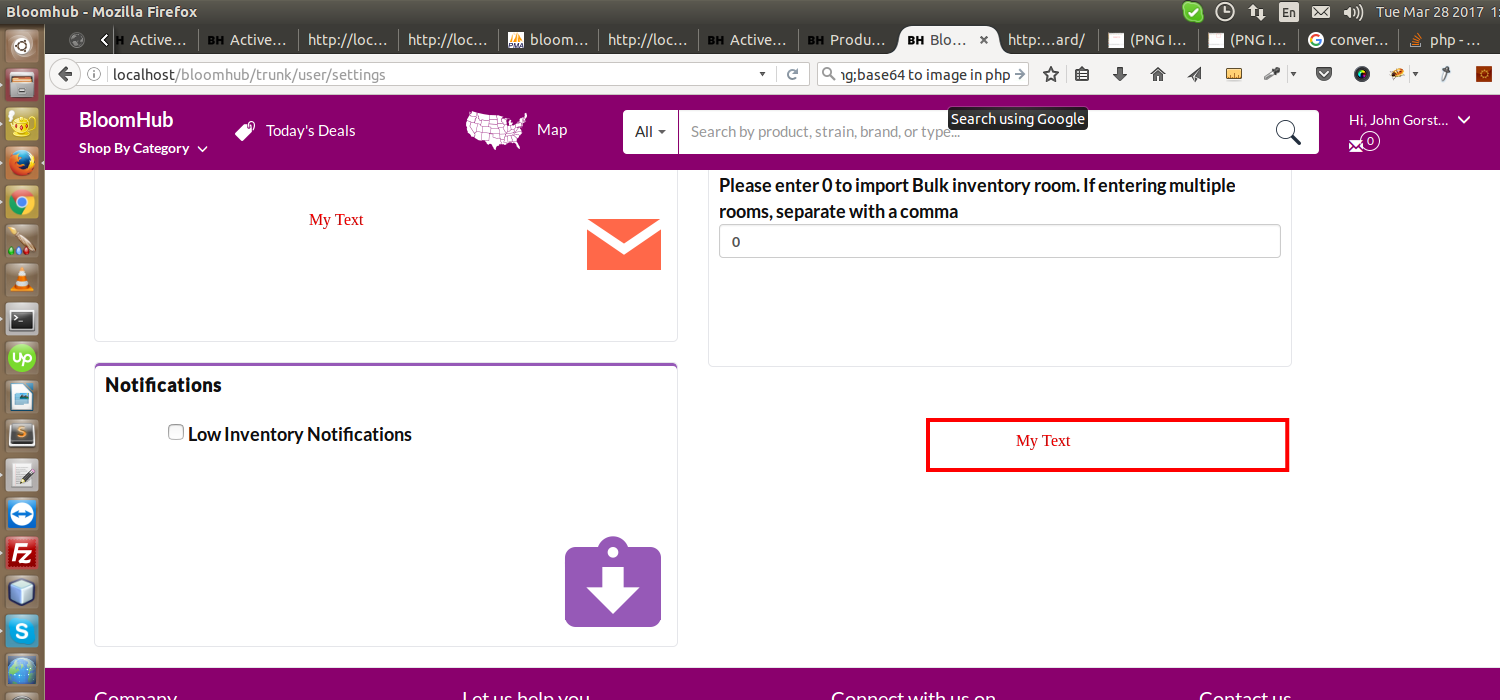 Bloomhub - Mozilla Firefox
En
Tue Mar 28 2017
Active...
BH Active...
http://loc...
http://loc...
bloom...
http://loc...
BH Active...
BH Produ...
BH Blo...
http:...ard/
(PNG I...
(PNG I...
conver...
php - ...
localhost/bloomhub/trunk/user/settings
ng;base64 to image in php
Search using Google
BloomHub
Shop By Category
Today's Deals
Map
All
Search by product, strain, brand, or type...
Hi, John Gorst...
0
My Text
Please enter 0 to import Bulk inventory room. If entering multiple
rooms, separate with a comma
0
Notifications
Low Inventory Notifications
My Text
Company
Let us help you
Connect with us on
Contact us